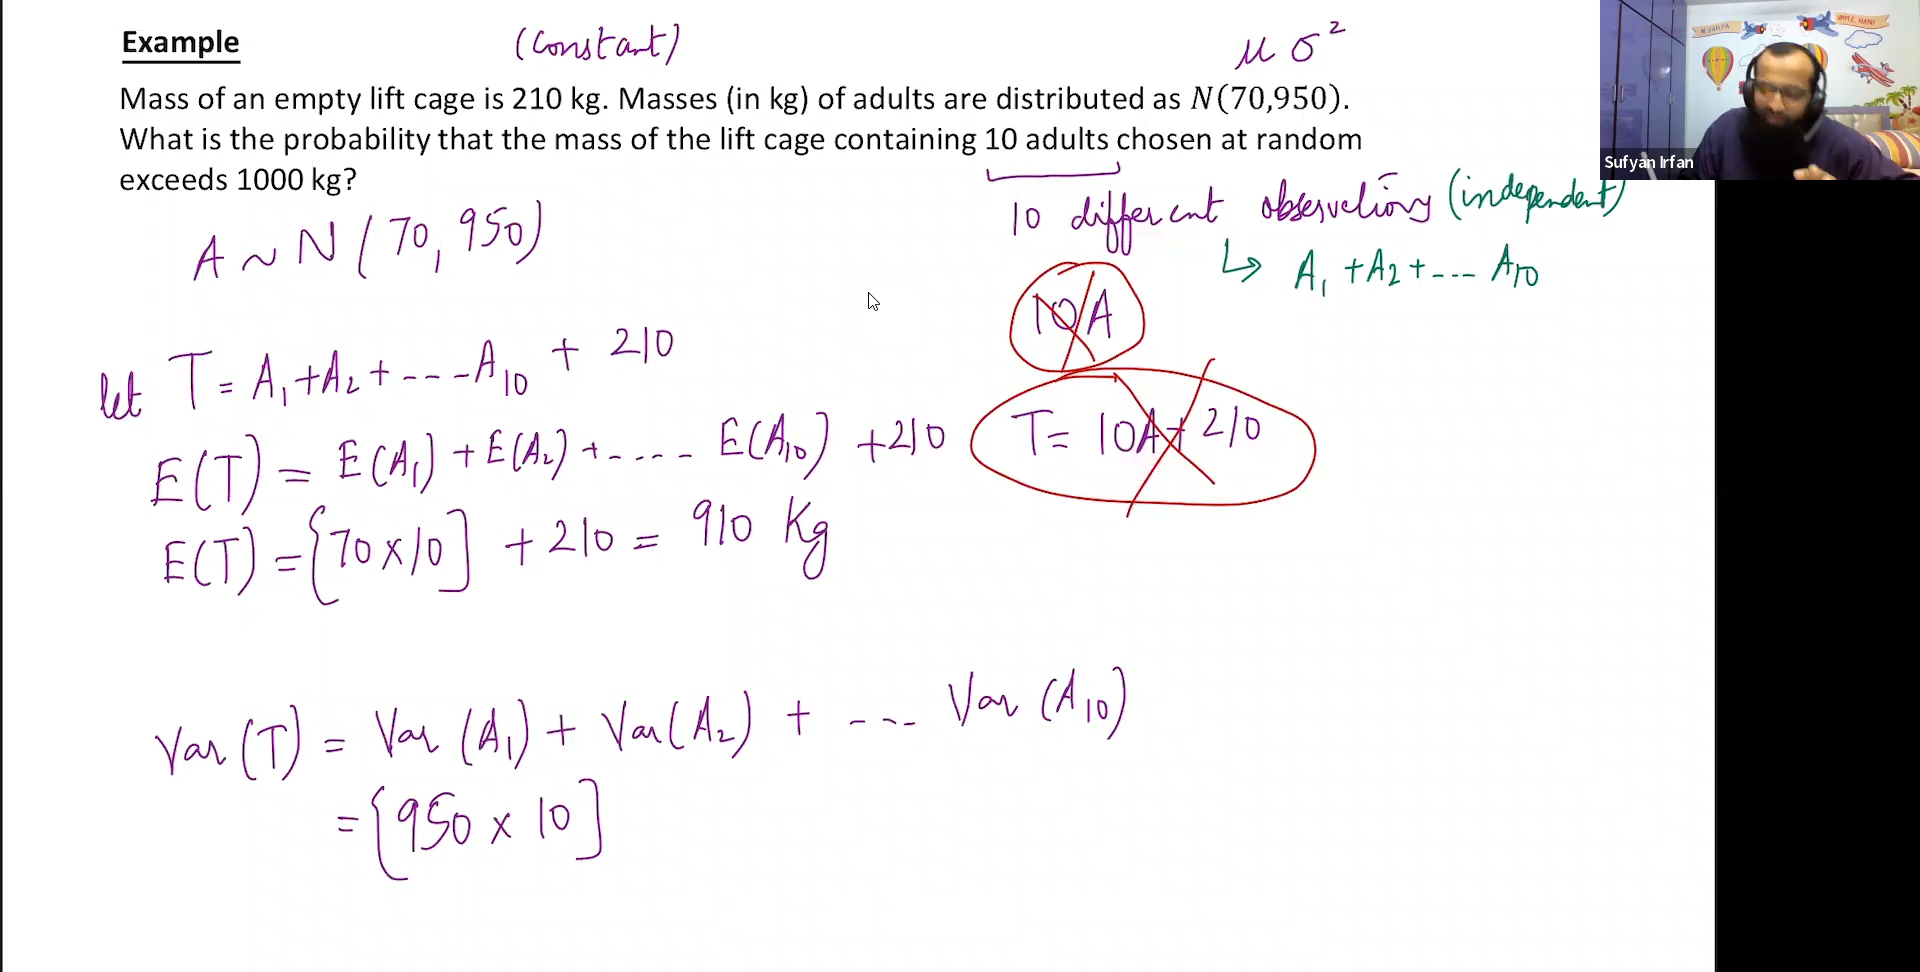 Example
(Constant)
μ σ²
Mass of an empty lift cage is 210 kg. Masses (in kg) of adults are distributed as N(70,950).
What is the probability that the mass of the lift cage containing 10 adults chosen at random
exceeds 1000 kg?
Sufyan Irfan
A ~ N (70, 950)
10 different observations (independent)
↳ A₁ + A₂ + --- A₁₀
10A
let T = A₁ + A₂ + ---- A₁₀ + 210
T = 10A + 210
E(T) = E(A₁) + E(A₂) + ..... E(A₁₀) + 210
E(T) = [70 x 10] + 210 = 910 Kg
Var (T) = Var (A₁) + Var (A₂) + --- Var (A₁₀)
= [950 x 10]